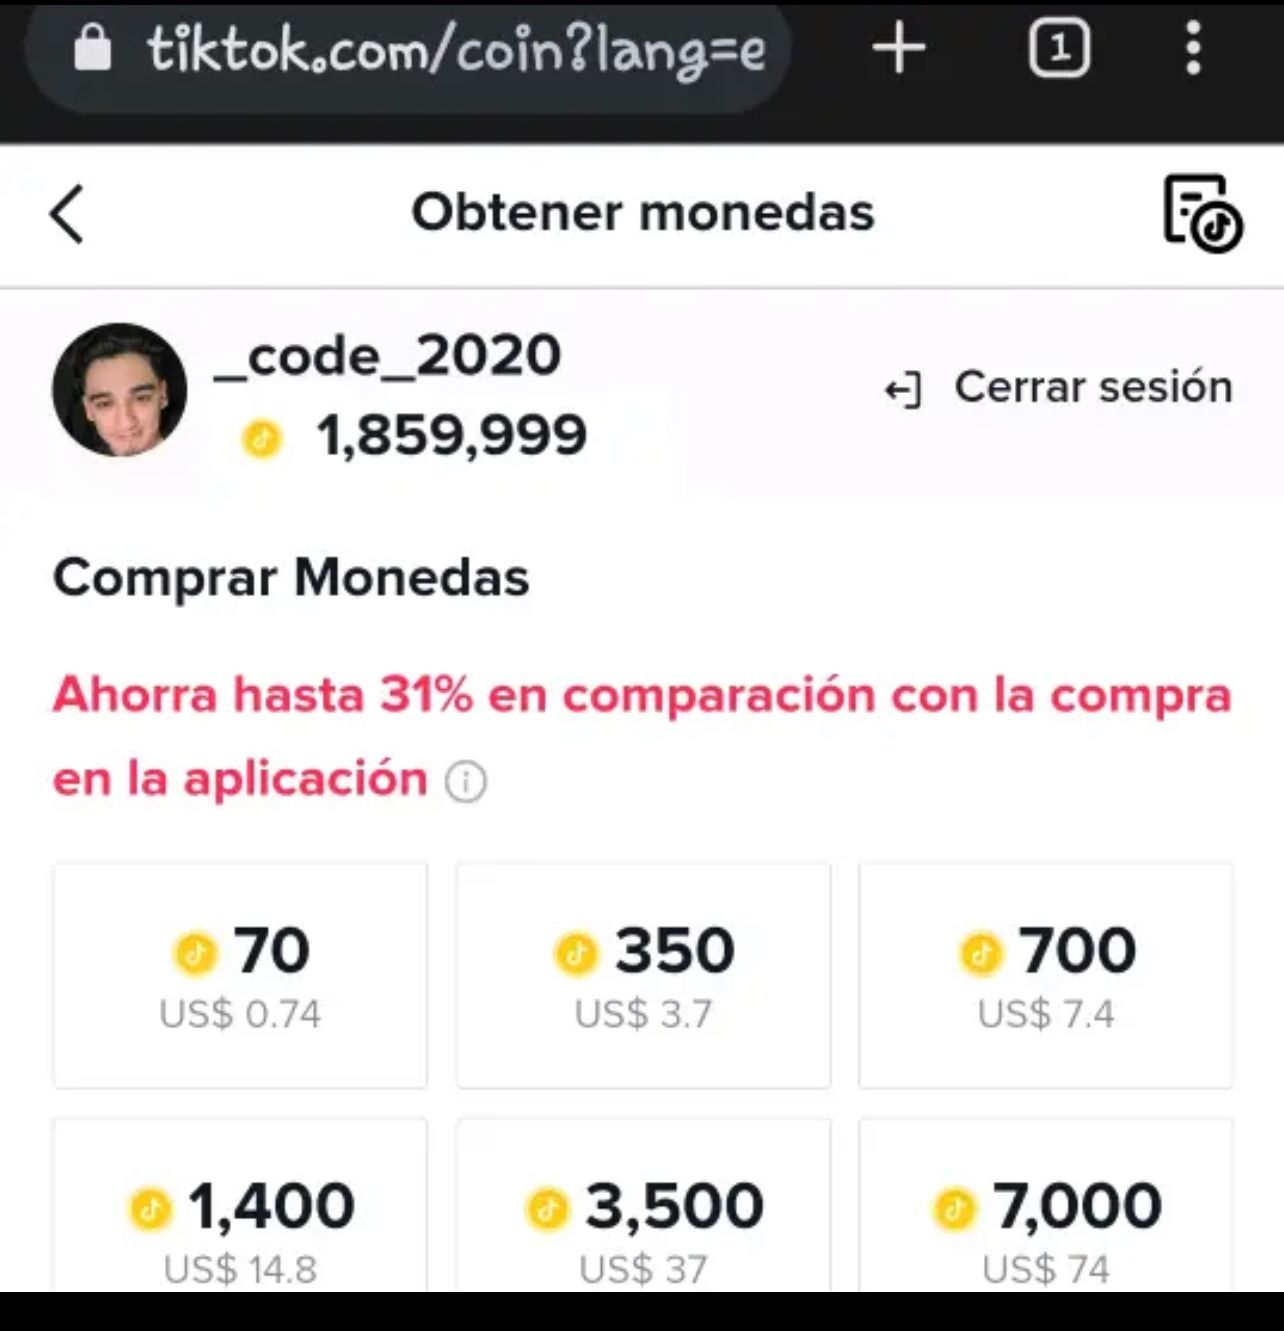 tiktok.com/coin?lang=e
1
Obtener monedas
_code_2020
Cerrar sesión
1,859,999
Comprar Monedas
Ahorra hasta 31% en comparación con la compra
en la aplicación
70
350
700
US$ 0.74
US$ 3.7
US$ 7.4
1,400
3,500
7,000
US$ 14.8
US$ 37
US$ 74